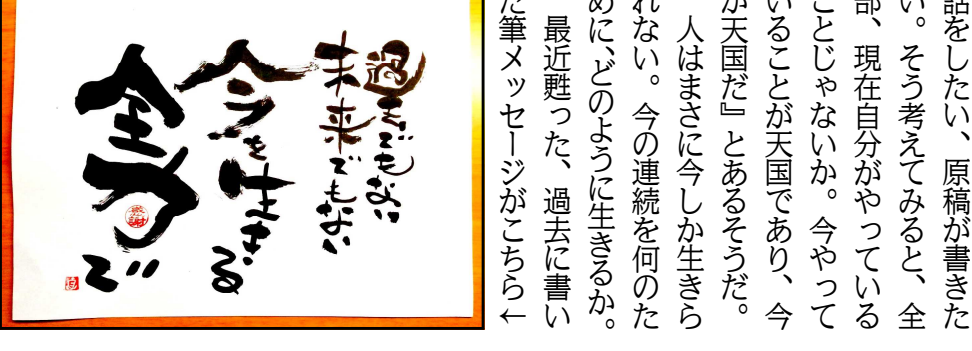 話をしたい、原稿が書きた
い。そう考えてみると、全
部、現在自分がやっている
ことじゃないか。今やって
いることが天国であり、今
が天国だ』とあるそうだ。
人はまさに今しか生きら
れない。今の連続を何のた
めに、どのように生きるか。
最近甦った、過去に書い
た筆メッセージがこちら←
過去でもない
未来でもない
今を生きる
全力で
感謝